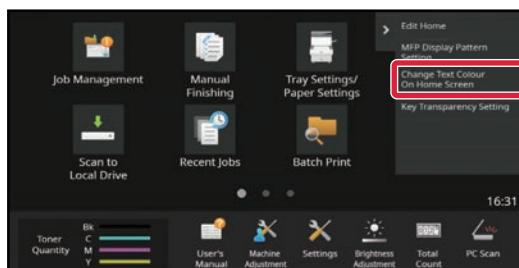 Job Management
Manual
Finishing
Tray Settings/
Paper Settings
Scan to
Local Drive
Recent Jobs
Batch Print
Edit Home
MFP Display Pattern
Setting
Change Text Colour
On Home Screen
Key Transparency Setting
16:31
Toner
Quantity
Bk
C
M
Y
User's
Manual
Machine
Adjustment
Settings
Brightness
Adjustment
Total
Count
PC Scan